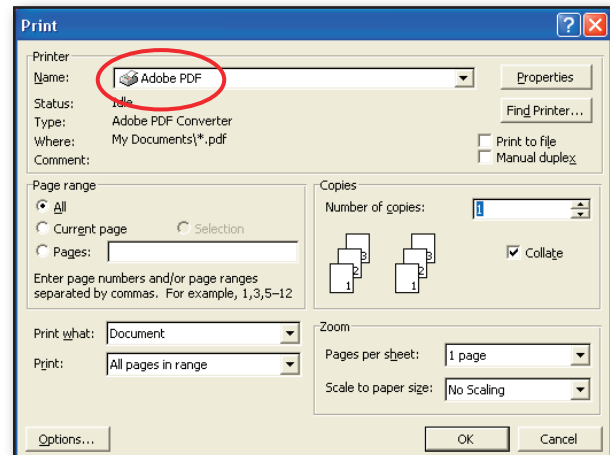 Print
Printer
Name: Adobe PDF Properties
Status: Idle Find Printer...
Type: Adobe PDF Converter
Where: My Documents\*.pdf Print to file
Comment: Manual duplex
Page range
All
Current page Selection
Pages:
Enter page numbers and/or page ranges
separated by commas. For example, 1,3,5–12
Copies
Number of copies: 1
1 2 3 1 2 3 Collate
Print what: Document
Print: All pages in range
Zoom
Pages per sheet: 1 page
Scale to paper size: No Scaling
Options... OK Cancel